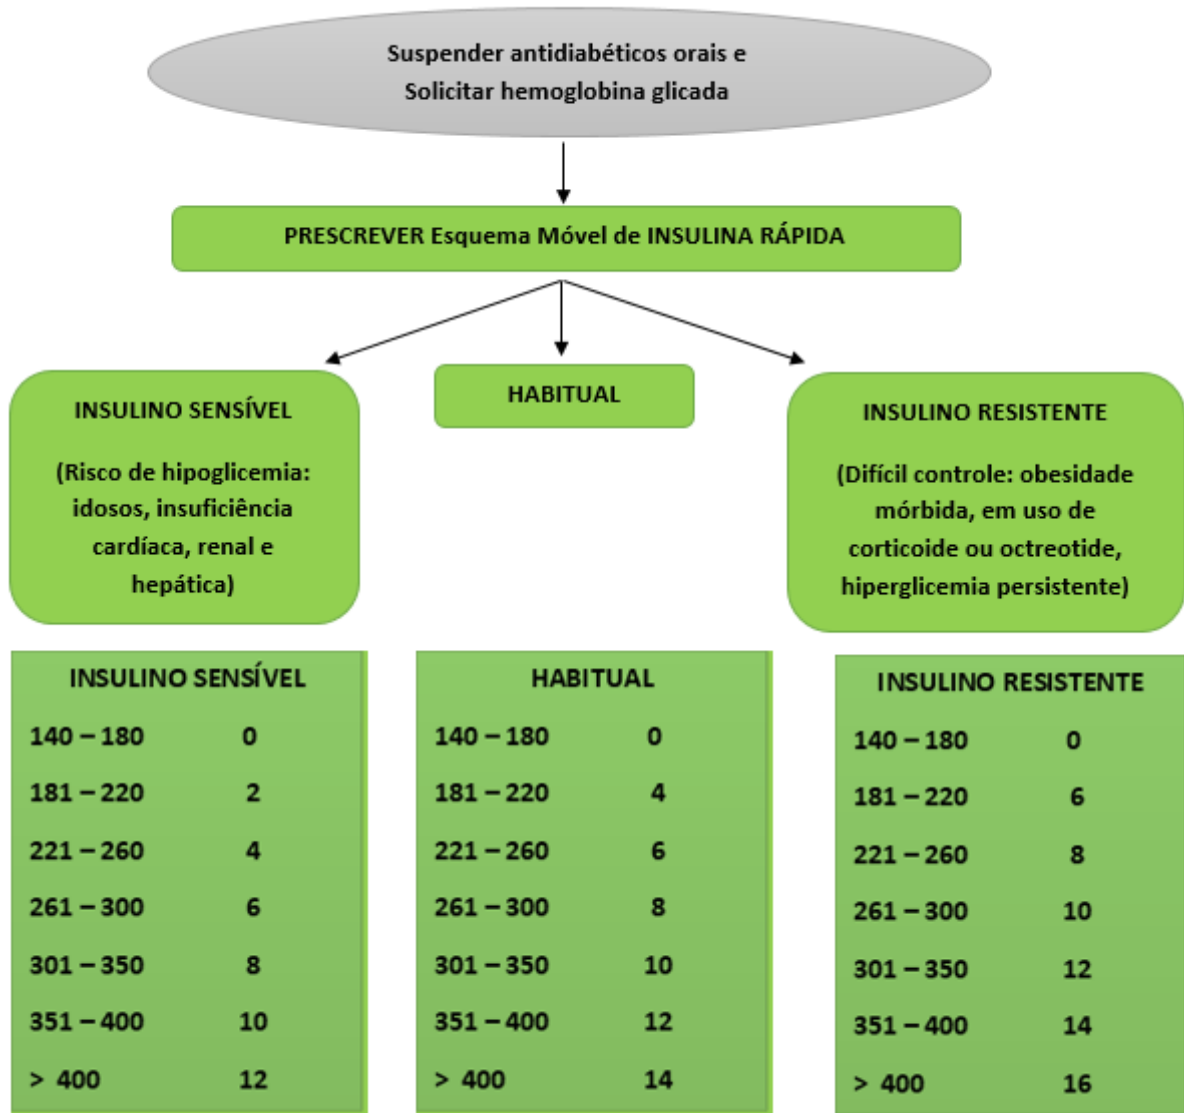 Suspender antidiabéticos orais e
Solicitar hemoglobina glicada
PRESCREVER Esquema Móvel de INSULINA RÁPIDA
INSULINO SENSÍVEL
(Risco de hipoglicemia:
idosos, insuficiência
cardíaca, renal e
hepática)
HABITUAL
INSULINO RESISTENTE
(Difícil controle: obesidade
mórbida, em uso de
corticoide ou octreotide,
hiperglicemia persistente)
INSULINO SENSÍVEL
140 – 180 0
181 – 220 2
221 – 260 4
261 – 300 6
301 – 350 8
351 – 400 10
> 400 12
HABITUAL
140 – 180 0
181 – 220 4
221 – 260 6
261 – 300 8
301 – 350 10
351 – 400 12
> 400 14
INSULINO RESISTENTE
140 – 180 0
181 – 220 6
221 – 260 8
261 – 300 10
301 – 350 12
351 – 400 14
> 400 16